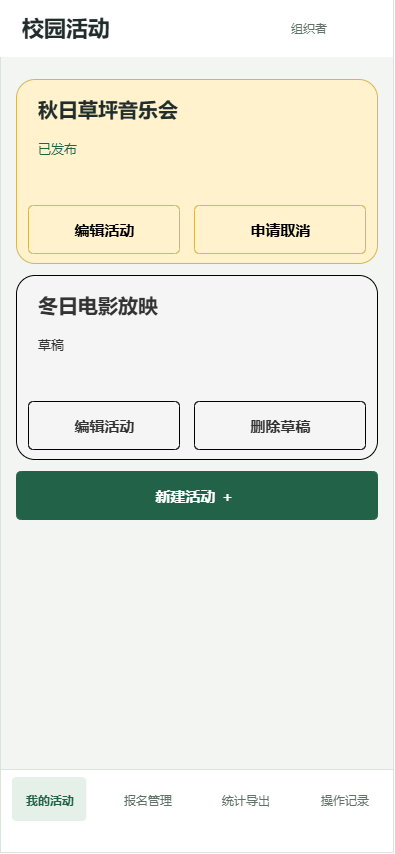 校园活动
组织者
秋日草坪音乐会
已发布
编辑活动
申请取消
冬日电影放映
草稿
编辑活动
删除草稿
新建活动 +
我的活动
报名管理
统计导出
操作记录